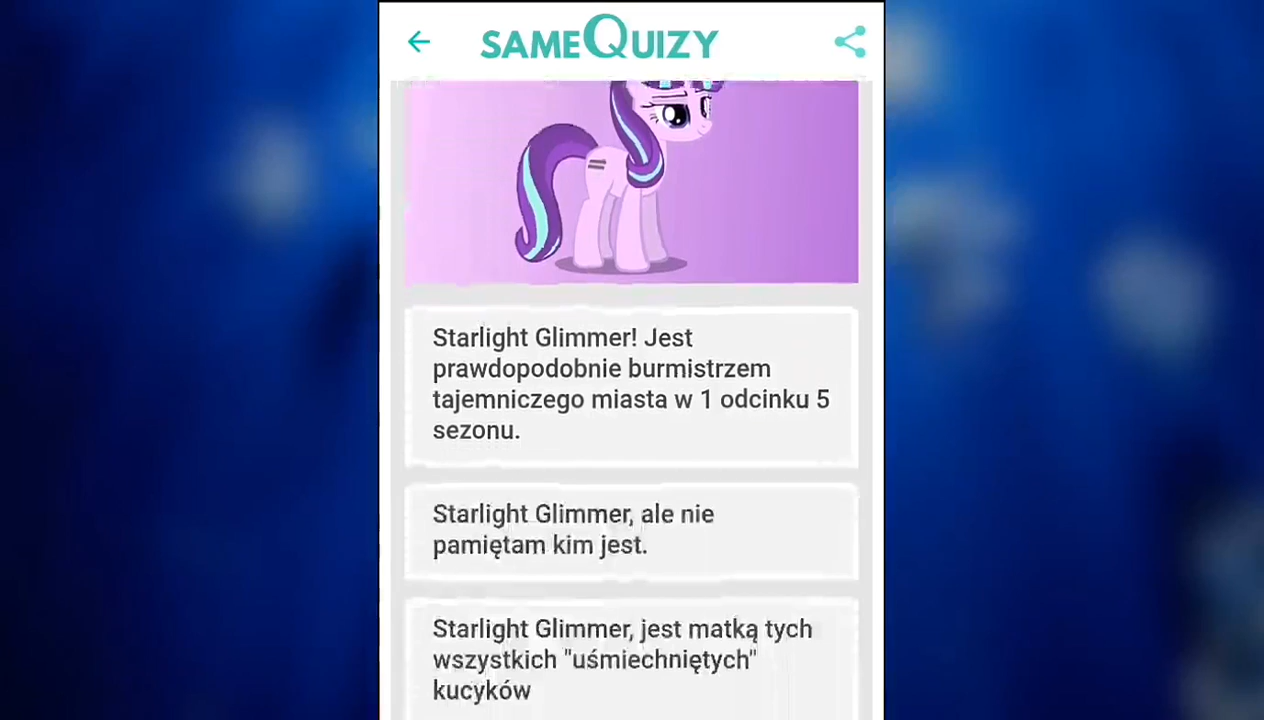 SAMEQUIZY
Starlight Glimmer! Jest
prawdopodobnie burmistrzem
tajemniczego miasta w 1 odcinku 5
sezonu.
Starlight Glimmer, ale nie
pamiętam kim jest.
Starlight Glimmer, jest matką tych
wszystkich "uśmiechniętych"
kucyków